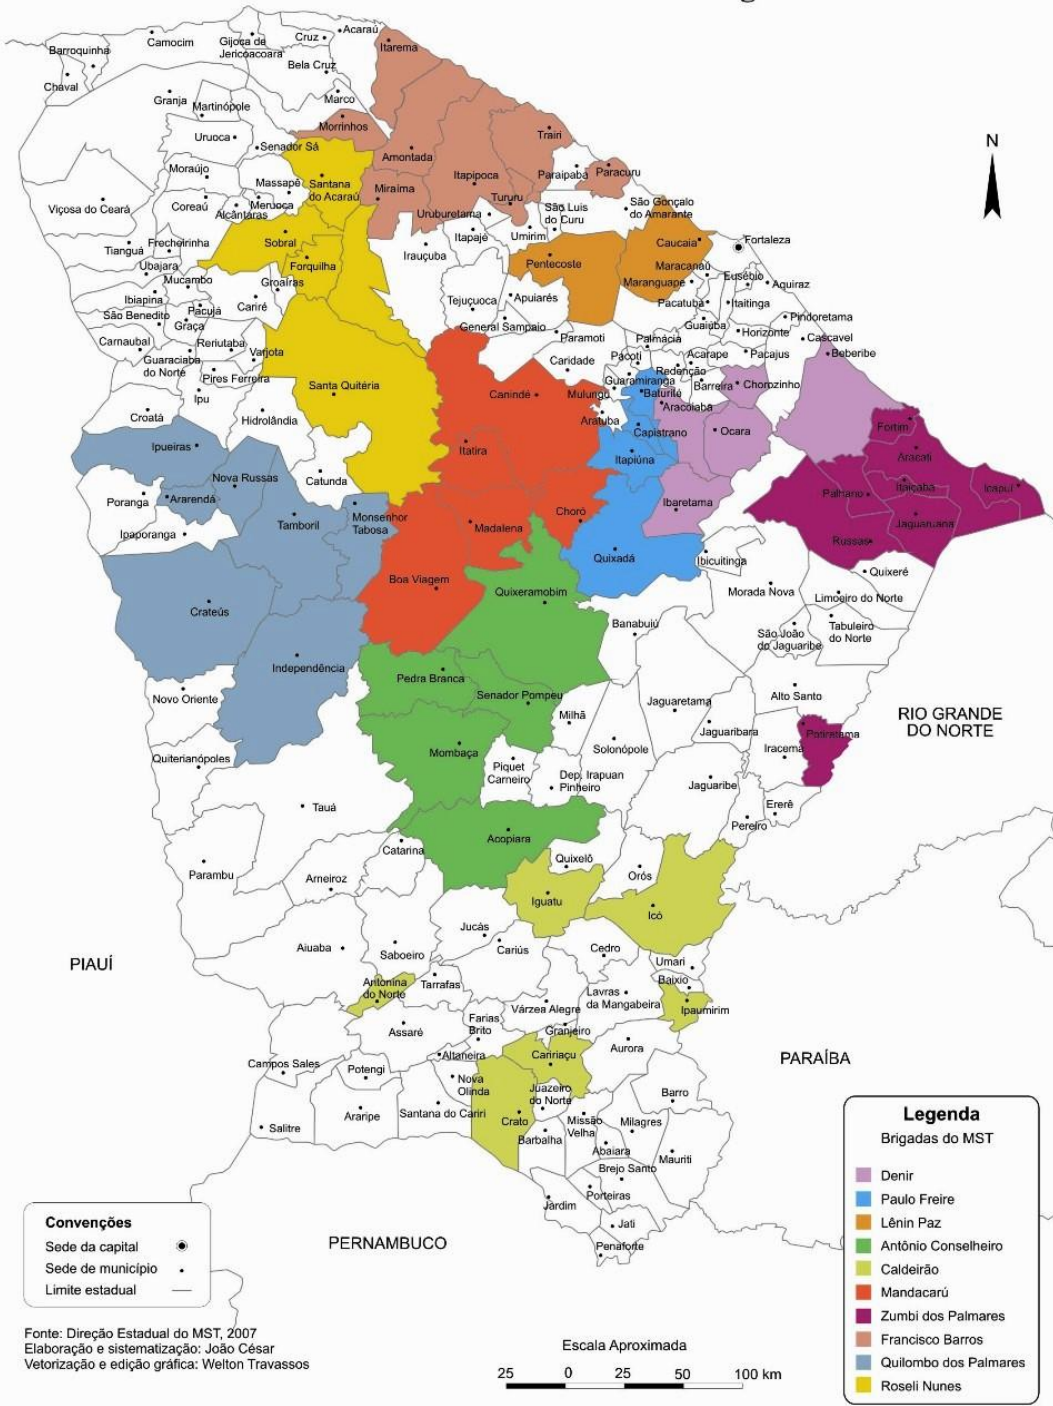 Acaraú
Cruz
Camocim
Gijoca de
Jericoacoara
Itarema
Barroquinha
Bela Cruz
Chaval
Granja
Martinópole
Marco
Morrinhos
Trairi
Uruoca
Senador Sá
Amontada
Moraújo
Massapê
Santana
do Acaraú
Miraíma
Itapipoca
Paraipaba
Paracuru
Viçosa do Ceará
Coreaú
Meruoca
Alcântaras
Tururu
Uruburetama
São Luis
do Curu
São Gonçalo
do Amarante
Tianguá
Frecheirinha
Sobral
Itapajé
Umirim
Irauçuba
Caucaia
Fortaleza
Ubajara
Mucambo
Forquilha
Pentecoste
Maracanaú
Eusébio
Ibiapina
Groaíras
Cariré
Maranguape
Aquiraz
São Benedito
Pacujá
Graça
Tejuçuoca
Apuiarés
Pacatuba
Itaitinga
General Sampaio
Guaiúba
Pindoretama
Carnaubal
Reriutaba
Varjota
Paramoti
Palmácia
Horizonte
Cascavel
Guaraciaba
do Norte
Caridade
Pacoti
Acarape
Pacajus
Beberibe
Pires Ferreira
Redenção
Ipu
Santa Quitéria
Canindé
Mulungu
Guaramiranga
Baturité
Barreira
Chorozinho
Croatá
Hidrolândia
Aratuba
Aracoiaba
Ipueiras
Itatira
Capistrano
Ocara
Fortim
Itapiúna
Aracati
Nova Russas
Catunda
Poranga
Ararendá
Ibaretama
Palhano
Itaiçaba
Icapuí
Tamboril
Monsenhor
Tabosa
Madalena
Choró
Jaguaruana
Ipaporanga
Russas
Quixadá
Ibicuitinga
Boa Viagem
Quixeramobim
Quixeré
Crateús
Morada Nova
Limoeiro do Norte
Banabuiú
São João
do Jaguaribe
Tabuleiro
do Norte
Independência
Pedra Branca
Novo Oriente
Senador Pompeu
Alto Santo
Milhã
Jaguaretama
Jaguaribara
Potiretama
Iracema
Quiterianópoles
Mombaça
Solonópole
Piquet
Carneiro
Dep. Irapuan
Pinheiro
Jaguaribe
Tauá
Ererê
Pereiro
Acopiara
Catarina
Parambu
Quixelô
Arneiroz
Orós
Iguatu
Icó
Jucás
Aiuaba
Saboeiro
Cariús
Cedro
Umari
Antonina
do Norte
Tarrafas
Baixio
Lavras
da Mangabeira
Ipaumirim
Várzea Alegre
Assaré
Farias
Brito
Granjeiro
Aurora
Altaneira
Caririaçu
Campos Sales
Potengi
Nova
Olinda
Juazeiro
do Norte
Barro
Araripe
Santana do Cariri
Crato
Missão
Velha
Milagres
Salitre
Barbalha
Abaiara
Mauriti
Brejo Santo
Porteiras
Jardim
Jati
Penaforte
N
RIO GRANDE
DO NORTE
PIAUÍ
PARAÍBA
PERNAMBUCO
Legenda
Brigadas do MST
Denir
Paulo Freire
Lênin Paz
Antônio Conselheiro
Caldeirão
Mandacarú
Zumbi dos Palmares
Francisco Barros
Quilombo dos Palmares
Roseli Nunes
Convenções
Sede da capital
Sede de município
Limite estadual
Fonte: Direção Estadual do MST, 2007
Elaboração e sistematização: João César
Vetorização e edição gráfica: Welton Travassos
Escala Aproximada
25 0 25 50 100 km